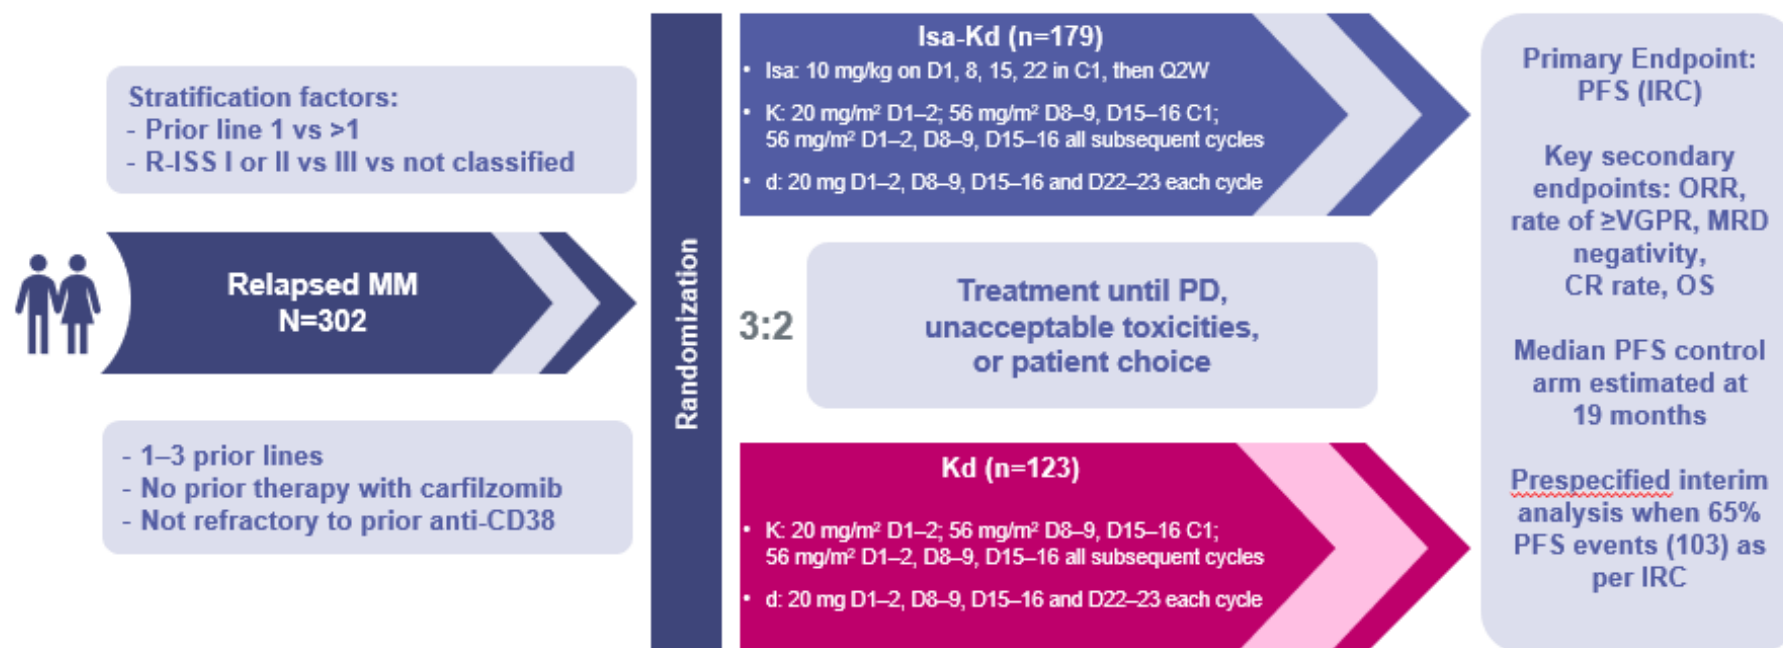 Stratification factors:
- Prior line 1 vs >1
- R-ISS I or II vs III vs not classified
Relapsed MM
N=302
- 1–3 prior lines
- No prior therapy with carfilzomib
- Not refractory to prior anti-CD38
Randomization
Isa-Kd (n=179)
• Isa: 10 mg/kg on D1, 8, 15, 22 in C1, then Q2W
• K: 20 mg/m² D1–2; 56 mg/m² D8–9, D15–16 C1;
56 mg/m² D1–2, D8–9, D15–16 all subsequent cycles
• d: 20 mg D1–2, D8–9, D15–16 and D22–23 each cycle
3:2
Treatment until PD,
unacceptable toxicities,
or patient choice
Kd (n=123)
• K: 20 mg/m² D1–2; 56 mg/m² D8–9, D15–16 C1;
56 mg/m² D1–2, D8–9, D15–16 all subsequent cycles
• d: 20 mg D1–2, D8–9, D15–16 and D22–23 each cycle
Primary Endpoint:
PFS (IRC)
Key secondary
endpoints: ORR,
rate of ≥VGPR, MRD
negativity,
CR rate, OS
Median PFS control
arm estimated at
19 months
Prespecified interim
analysis when 65%
PFS events (103) as
per IRC